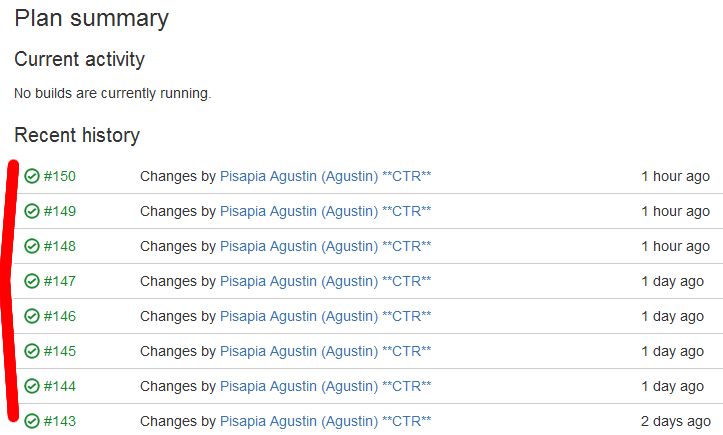 Plan summary
Current activity
No builds are currently running.
Recent history
#150 Changes by Pisapia Agustin (Agustin) **CTR** 1 hour ago
#149 Changes by Pisapia Agustin (Agustin) **CTR** 1 hour ago
#148 Changes by Pisapia Agustin (Agustin) **CTR** 1 hour ago
#147 Changes by Pisapia Agustin (Agustin) **CTR** 1 day ago
#146 Changes by Pisapia Agustin (Agustin) **CTR** 1 day ago
#145 Changes by Pisapia Agustin (Agustin) **CTR** 1 day ago
#144 Changes by Pisapia Agustin (Agustin) **CTR** 1 day ago
#143 Changes by Pisapia Agustin (Agustin) **CTR** 2 days ago